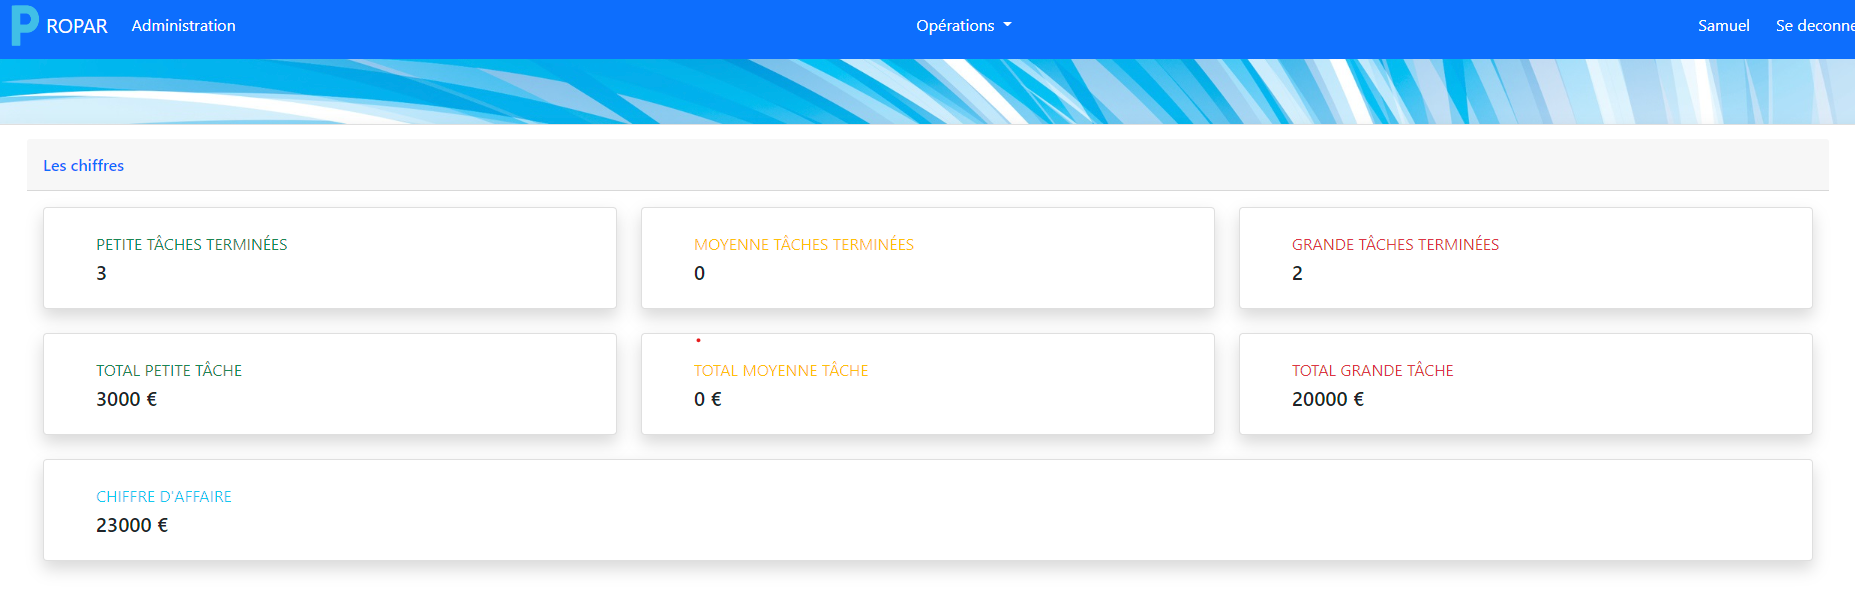 P ROPAR Administration Opérations Samuel Se deconne
Les chiffres
PETITE TÂCHES TERMINÉES
3
MOYENNE TÂCHES TERMINÉES
0
GRANDE TÂCHES TERMINÉES
2
TOTAL PETITE TÂCHE
3000 €
TOTAL MOYENNE TÂCHE
0 €
TOTAL GRANDE TÂCHE
20000 €
CHIFFRE D'AFFAIRE
23000 €